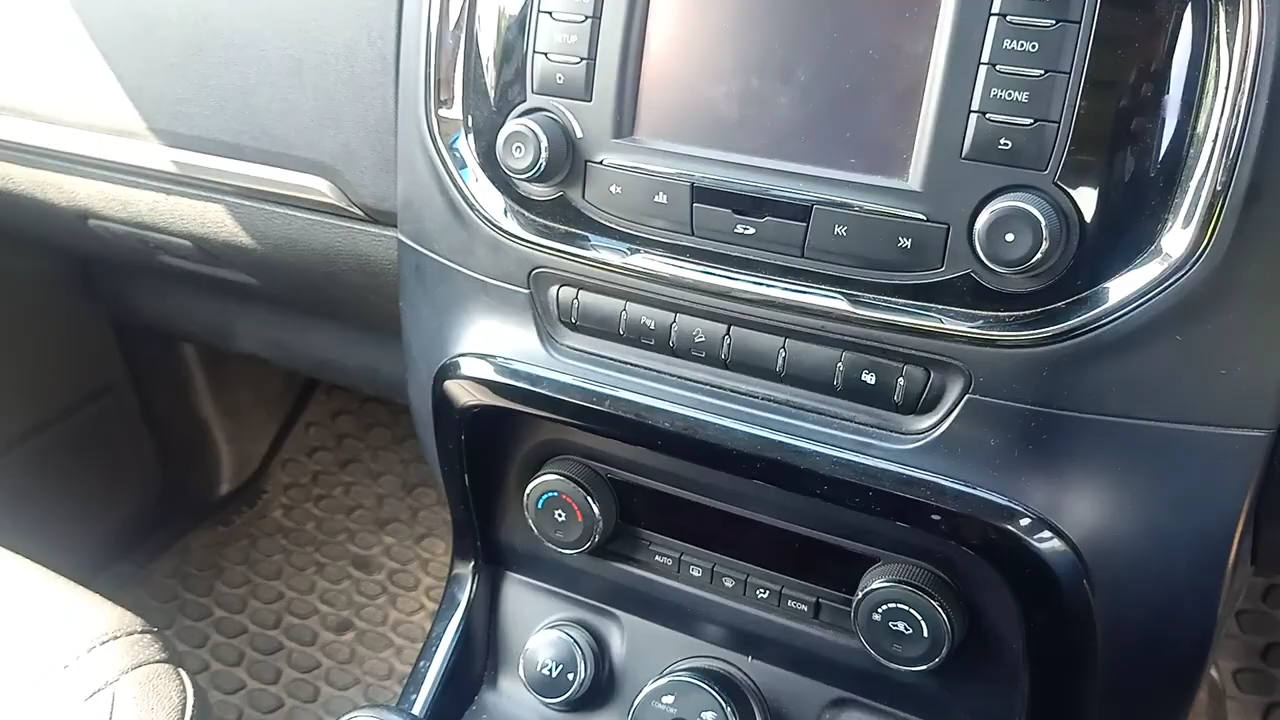 SETUP
RADIO
PHONE
SD
AUTO
ECON
12V
COMFORT